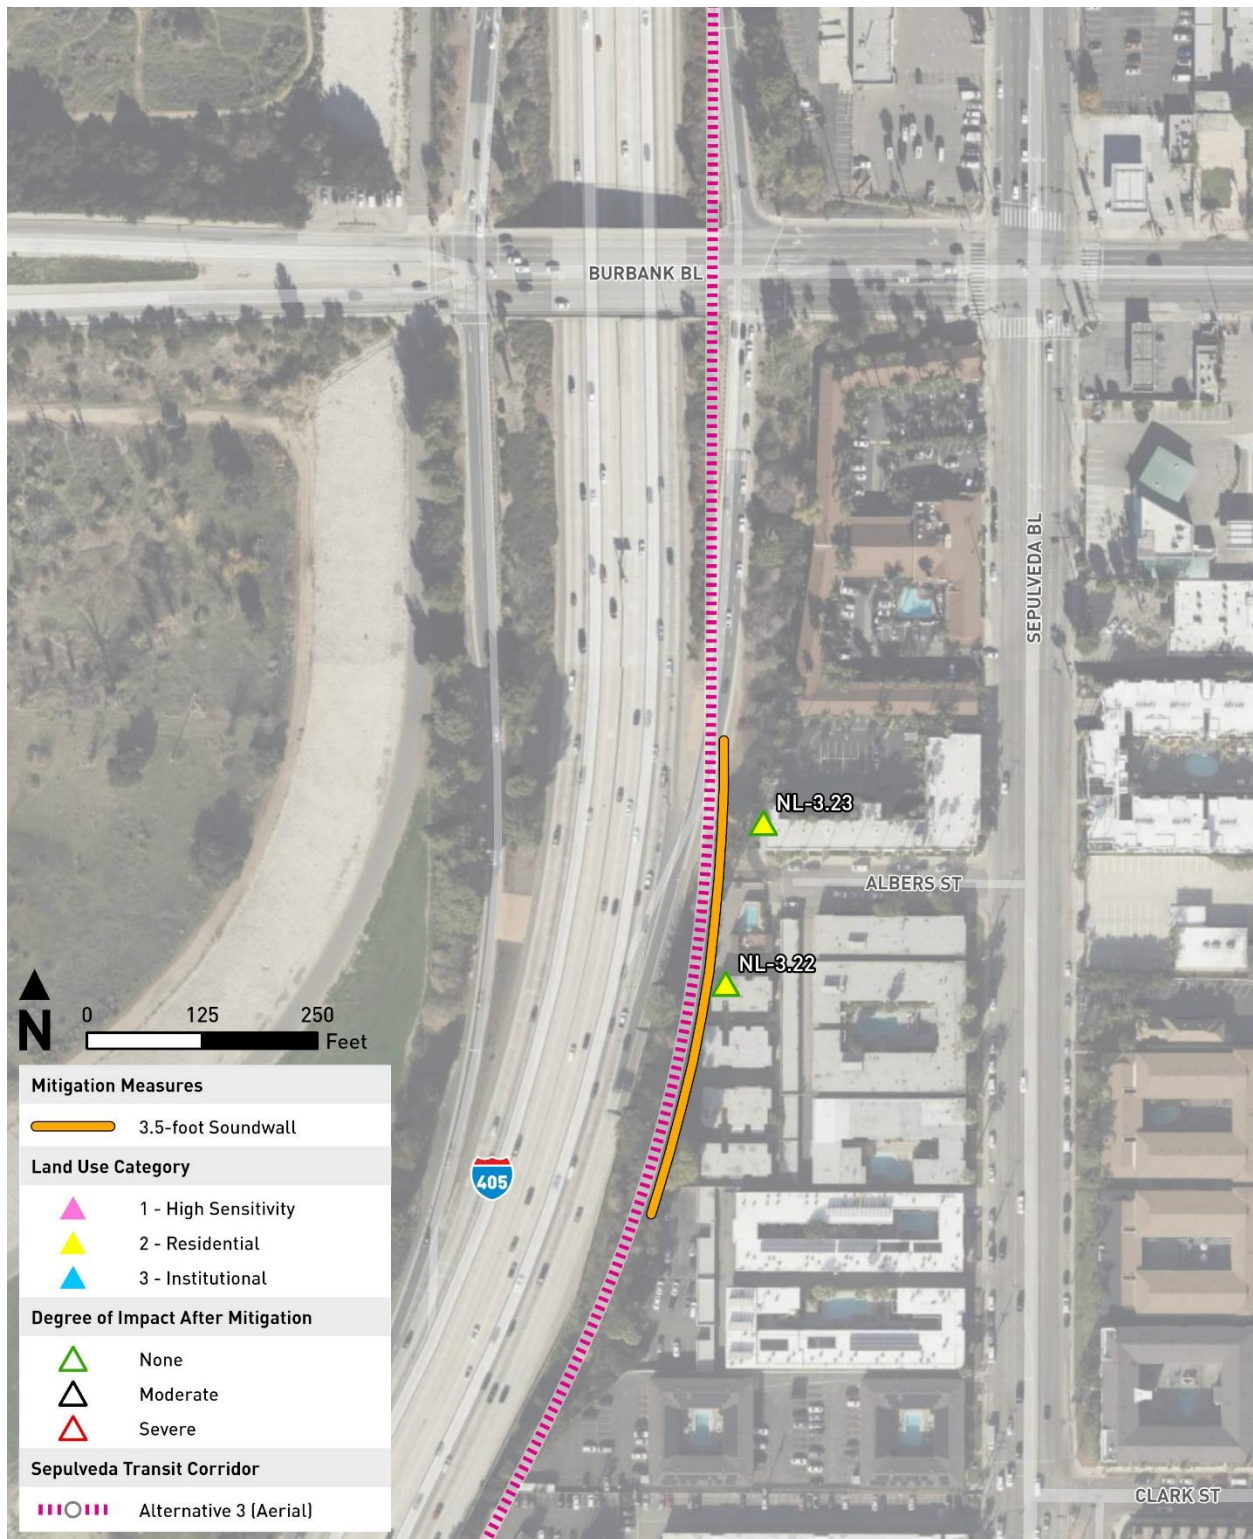 BURBANK BL
SEPULVEDA BL
NL-3.23
ALBERS ST
NL-3.22
N
0 125 250
Feet
Mitigation Measures
3.5-foot Soundwall
Land Use Category
405
1 - High Sensitivity
2 - Residential
3 - Institutional
Degree of Impact After Mitigation
None
Moderate
Severe
Sepulveda Transit Corridor
Alternative 3 (Aerial)
CLARK ST